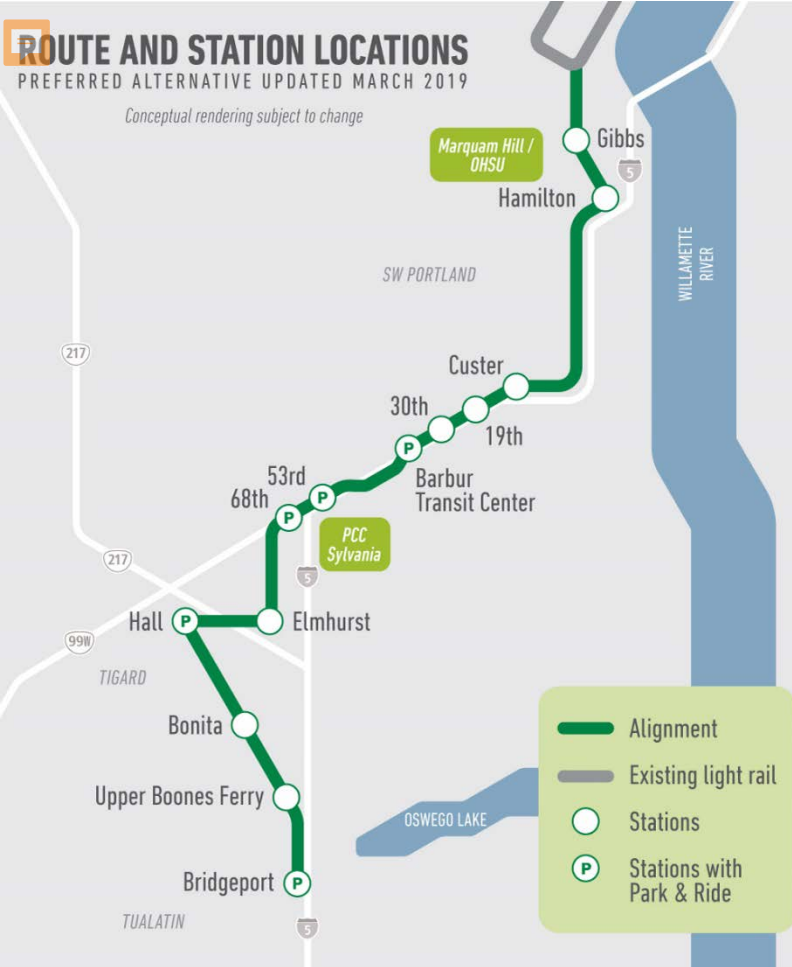 ROUTE AND STATION LOCATIONS
PREFERRED ALTERNATIVE UPDATED MARCH 2019
Conceptual rendering subject to change
Marquam Hill /
OHSU
Gibbs
5
Hamilton
WILLAMETTE
RIVER
SW PORTLAND
217
Custer
30th
19th
P
Barbur
Transit Center
53rd
P
68th
P
PCC
Sylvania
217
5
Hall
P
Elmhurst
99W
TIGARD
Bonita
Upper Boones Ferry
OSWEGO LAKE
Bridgeport
P
TUALATIN
5
Alignment
Existing light rail
Stations
P
Stations with
Park & Ride